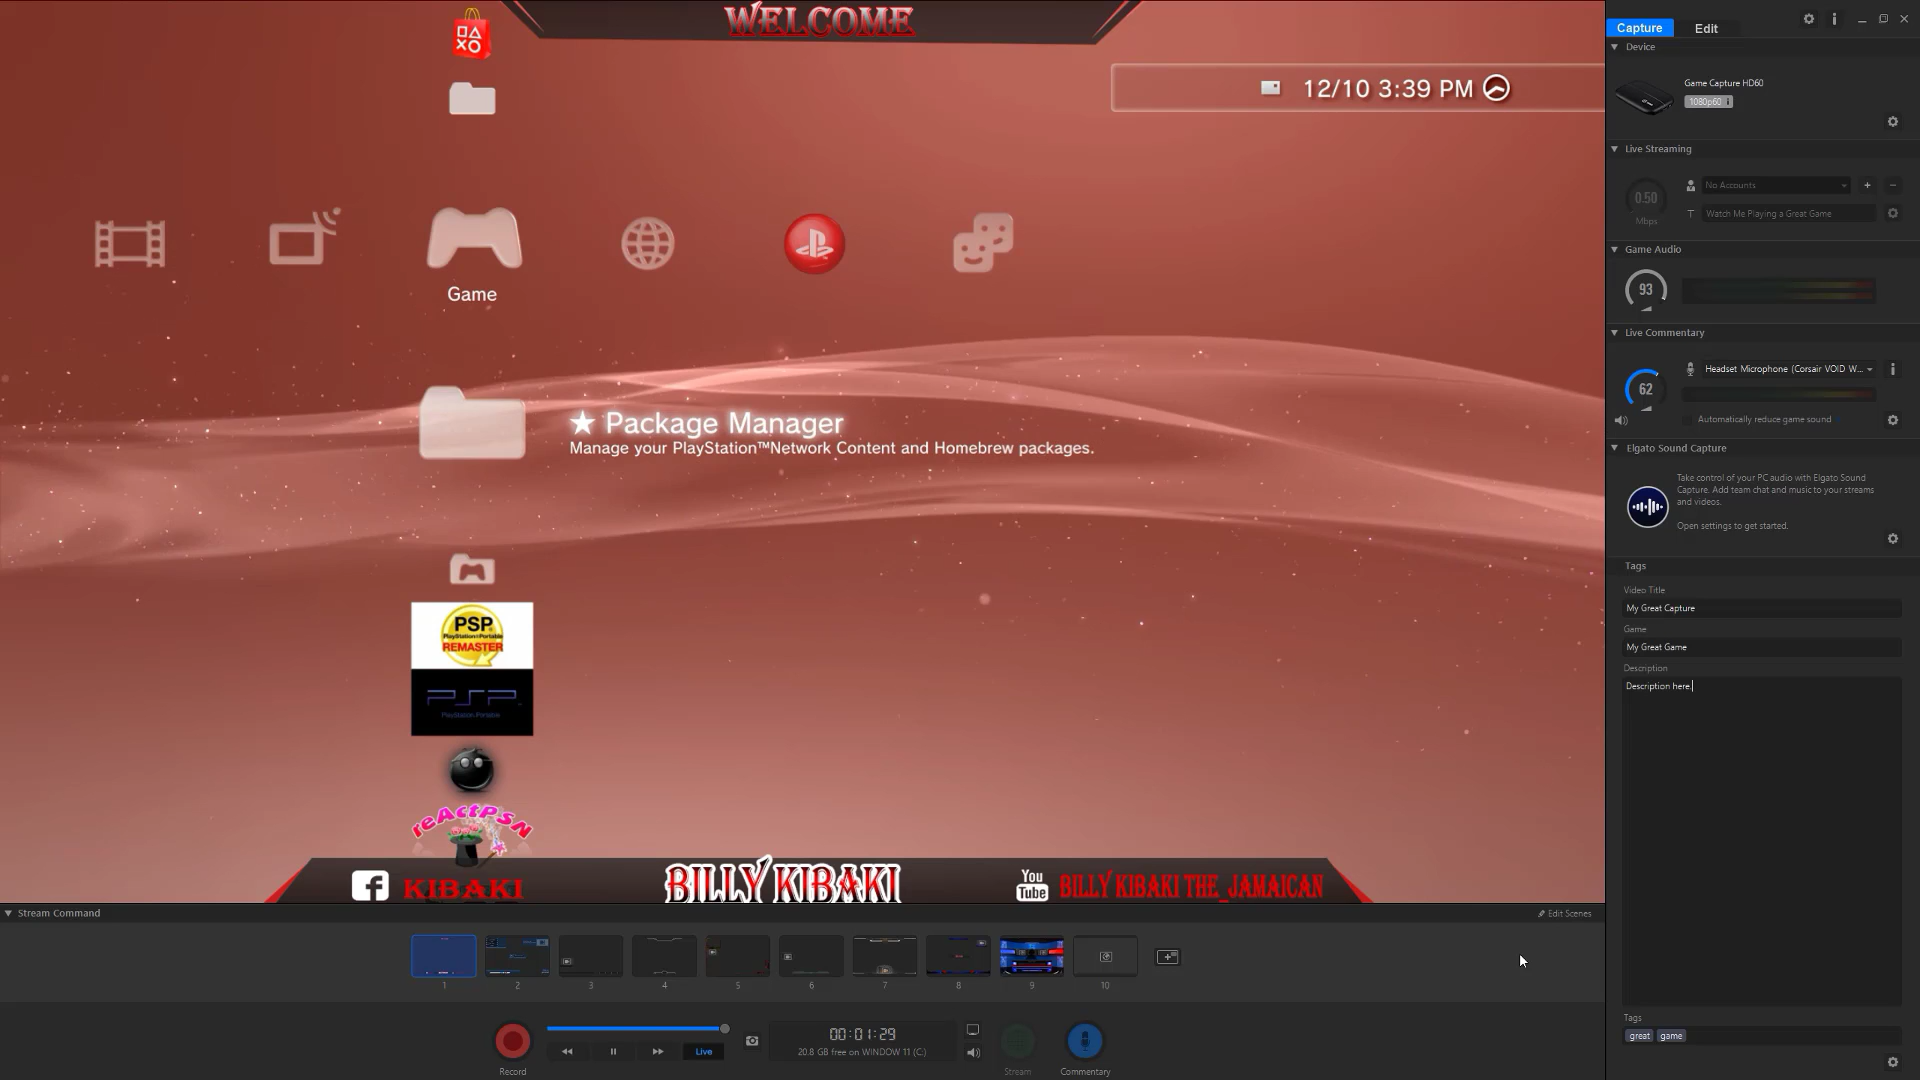 WELCOME
12/10 3:39 PM
Game
★ Package Manager
Manage your PlayStation™Network Content and Homebrew packages.
PSP
PlayStation Portable
REMASTER
PSP
PlayStation Portable
reActPSN
KIBAKI
BILLY KIBAKI
You
Tube
BILLY KIBAKI THE_JAMAICAN
Capture
Edit
Device
Game Capture HD60
1080p60
Live Streaming
0.50
Mbps
No Accounts
Watch Me Playing a Great Game
Game Audio
93
Live Commentary
62
Headset Microphone (Corsair VOID W...
Automatically reduce game sound
Elgato Sound Capture
Take control of your PC audio with Elgato Sound
Capture. Add team chat and music to your streams
and videos.
Open settings to get started.
Tags
Video Title
My Great Capture
Game
My Great Game
Description
Description here.
Tags
great game
Stream Command
Edit Scenes
1 2 3 4 5 6 7 8 9 10
Live
00:01:29
20.8 GB free on WINDOW 11 (C:)
Record
Stream
Commentary